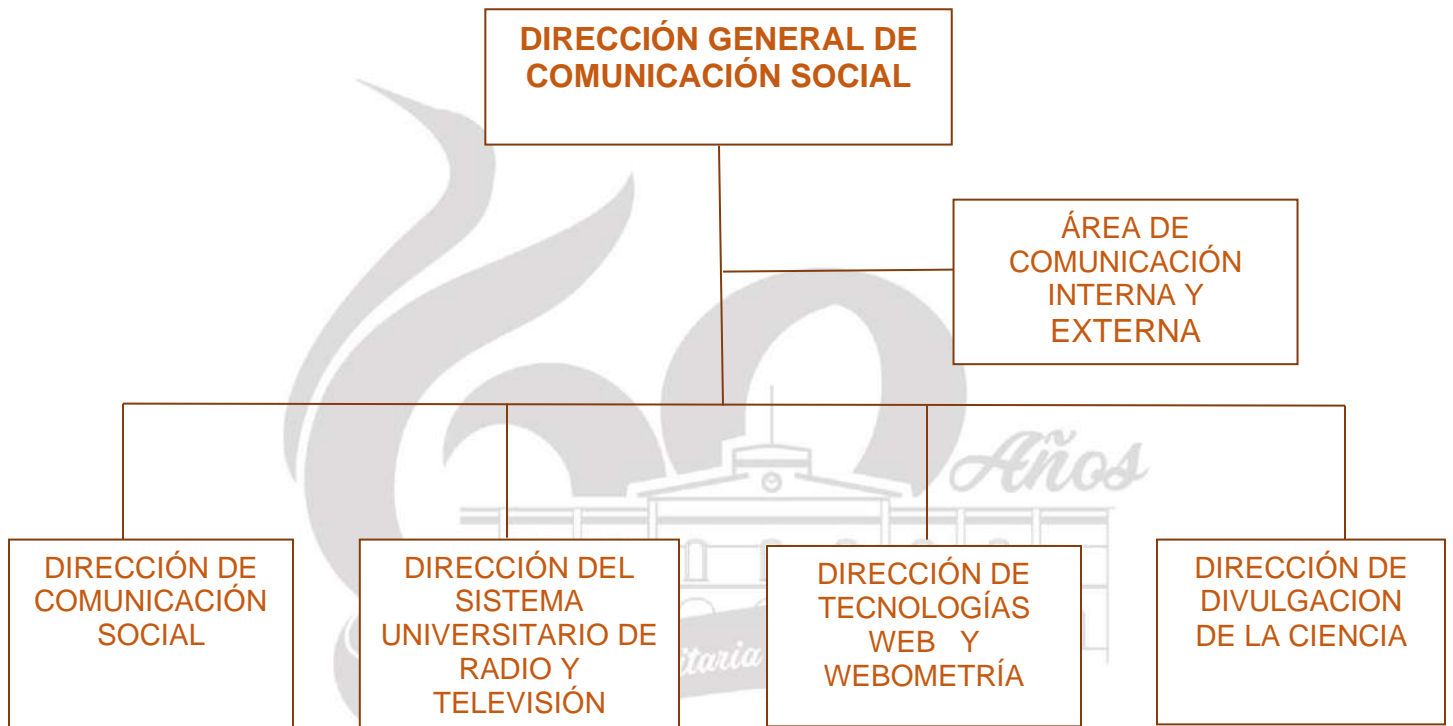 DIRECCIÓN GENERAL DE
COMUNICACIÓN SOCIAL
ÁREA DE
COMUNICACIÓN
INTERNA Y
EXTERNA
Años
DIRECCIÓN DE
COMUNICACIÓN
SOCIAL
DIRECCIÓN DEL
SISTEMA
UNIVERSITARIO DE
RADIO Y
TELEVISIÓN
DIRECCIÓN DE
TECNOLOGÍAS
WEB Y
WEBOMETRÍA
DIRECCIÓN DE
DIVULGACION
DE LA CIENCIA